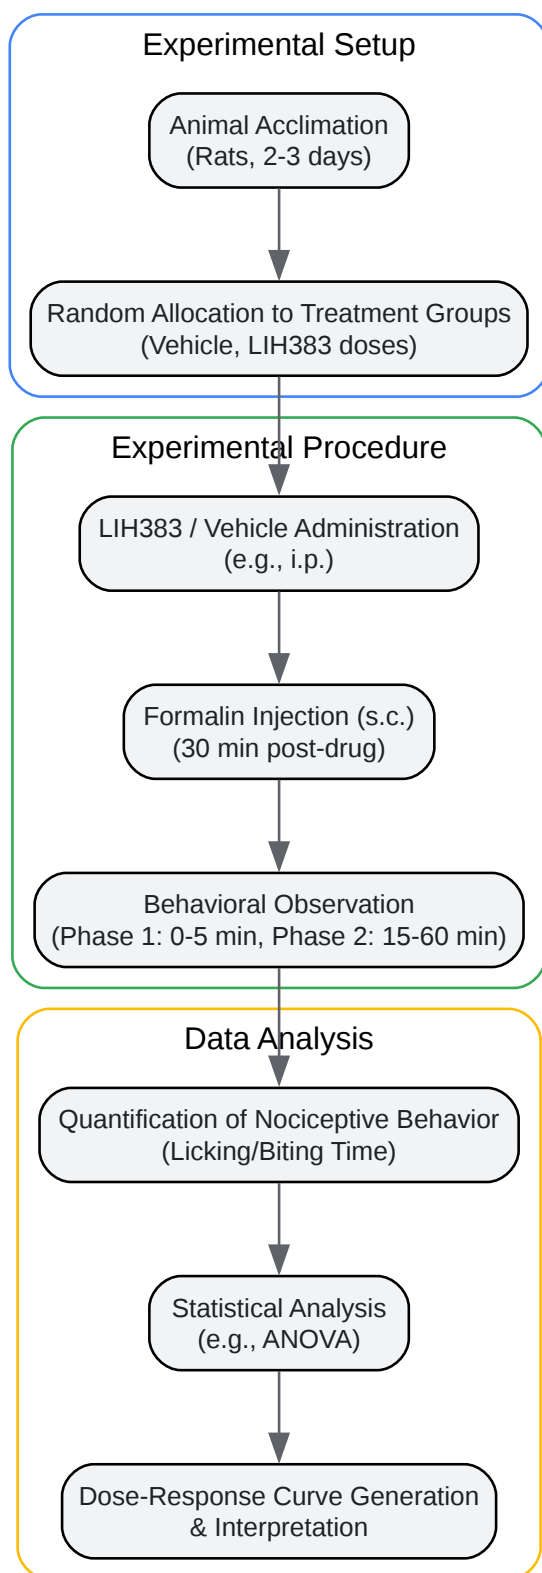 Experimental Setup
Animal Acclimation
(Rats, 2-3 days)
Random Allocation to Treatment Groups
(Vehicle, LIH383 doses)
Experimental Procedure
LIH383 / Vehicle Administration
(e.g., i.p.)
Formalin Injection (s.c.)
(30 min post-drug)
Behavioral Observation
(Phase 1: 0-5 min, Phase 2: 15-60 min)
Data Analysis
Quantification of Nociceptive Behavior
(Licking/Biting Time)
Statistical Analysis
(e.g., ANOVA)
Dose-Response Curve Generation
& Interpretation